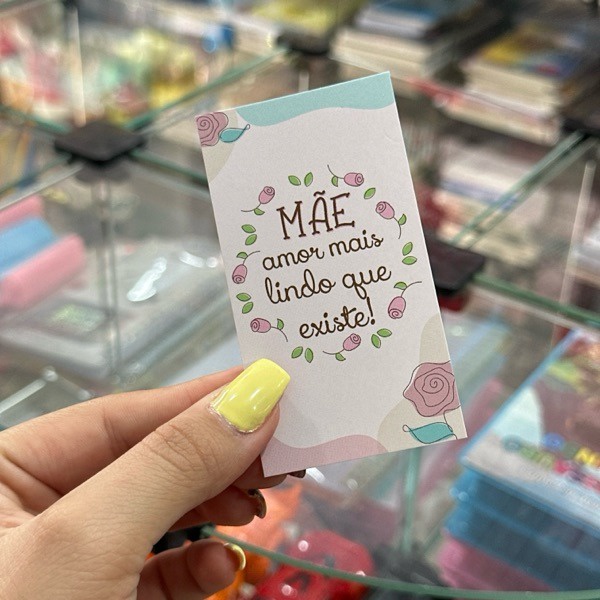 MÃE
amor mais
lindo que
existe!